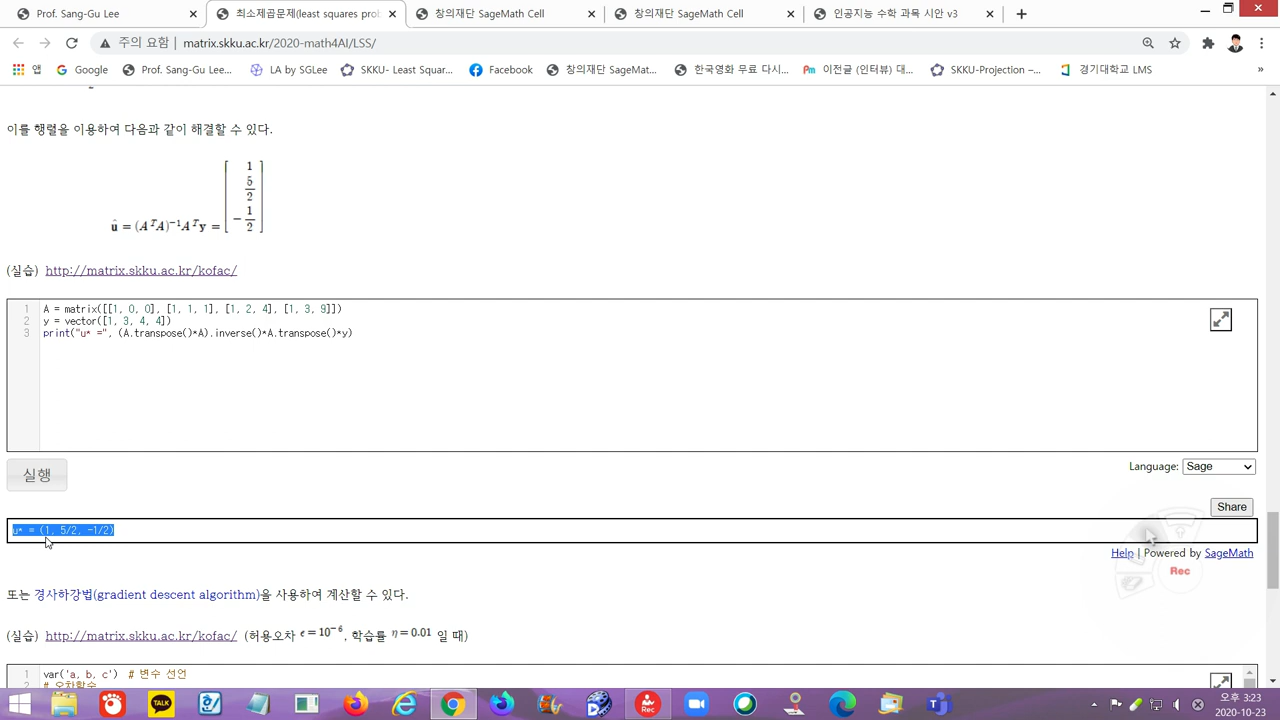 Prof. Sang-Gu Lee
최소제곱문제(least squares prob
창의재단 SageMath Cell
창의재단 SageMath Cell
인공지능 수학 과목 시안 v3
주의 요함 | matrix.skku.ac.kr/2020-math4AI/LSS/
앱 Google Prof. Sang-Gu Lee... LA by SGLee SKKU- Least Squar... Facebook 창의재단 SageMat... 한국영화 무료 다시... 이전글 (인터뷰) 대... SKKU-Projection –... 경기대학교 LMS »
이를 행렬을 이용하여 다음과 같이 해결할 수 있다.
û = (A^T A)^{-1} A^T y = [1, 5/2, -1/2]
(실습) http://matrix.skku.ac.kr/kofac/
1 A = matrix([[1, 0, 0], [1, 1, 1], [1, 2, 4], [1, 3, 9]])
2 y = vector([1, 3, 4, 4])
3 print("u* =", (A.transpose()*A).inverse()*A.transpose()*y)
실행
Language: Sage
Share
u* = (1, 5/2, -1/2)
Help | Powered by SageMath
Rec
또는 경사하강법(gradient descent algorithm)을 사용하여 계산할 수 있다.
(실습) http://matrix.skku.ac.kr/kofac/ (허용오차 ϵ = 10^{-6}, 학습률 η = 0.01 일 때)
1 var('a, b, c') # 변수 선언
# 오차함수
TALK
Rec
오후 3:23
2020-10-23